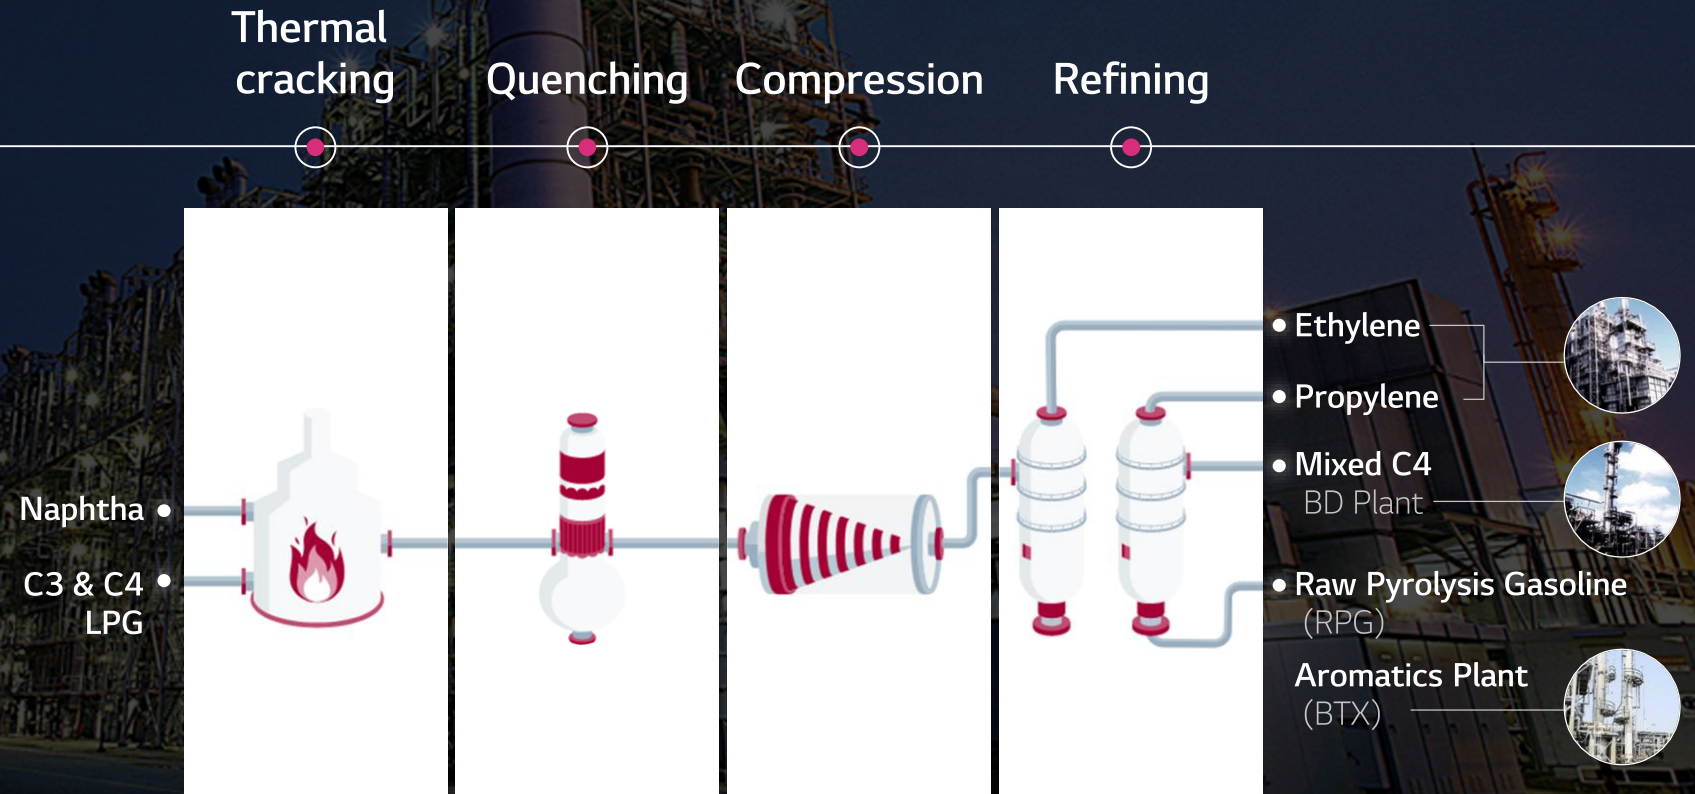 Thermal
cracking
Quenching
Compression
Refining
Naphtha
C3 & C4
LPG
Ethylene
Propylene
Mixed C4
BD Plant
Raw Pyrolysis Gasoline
(RPG)
Aromatics Plant
(BTX)